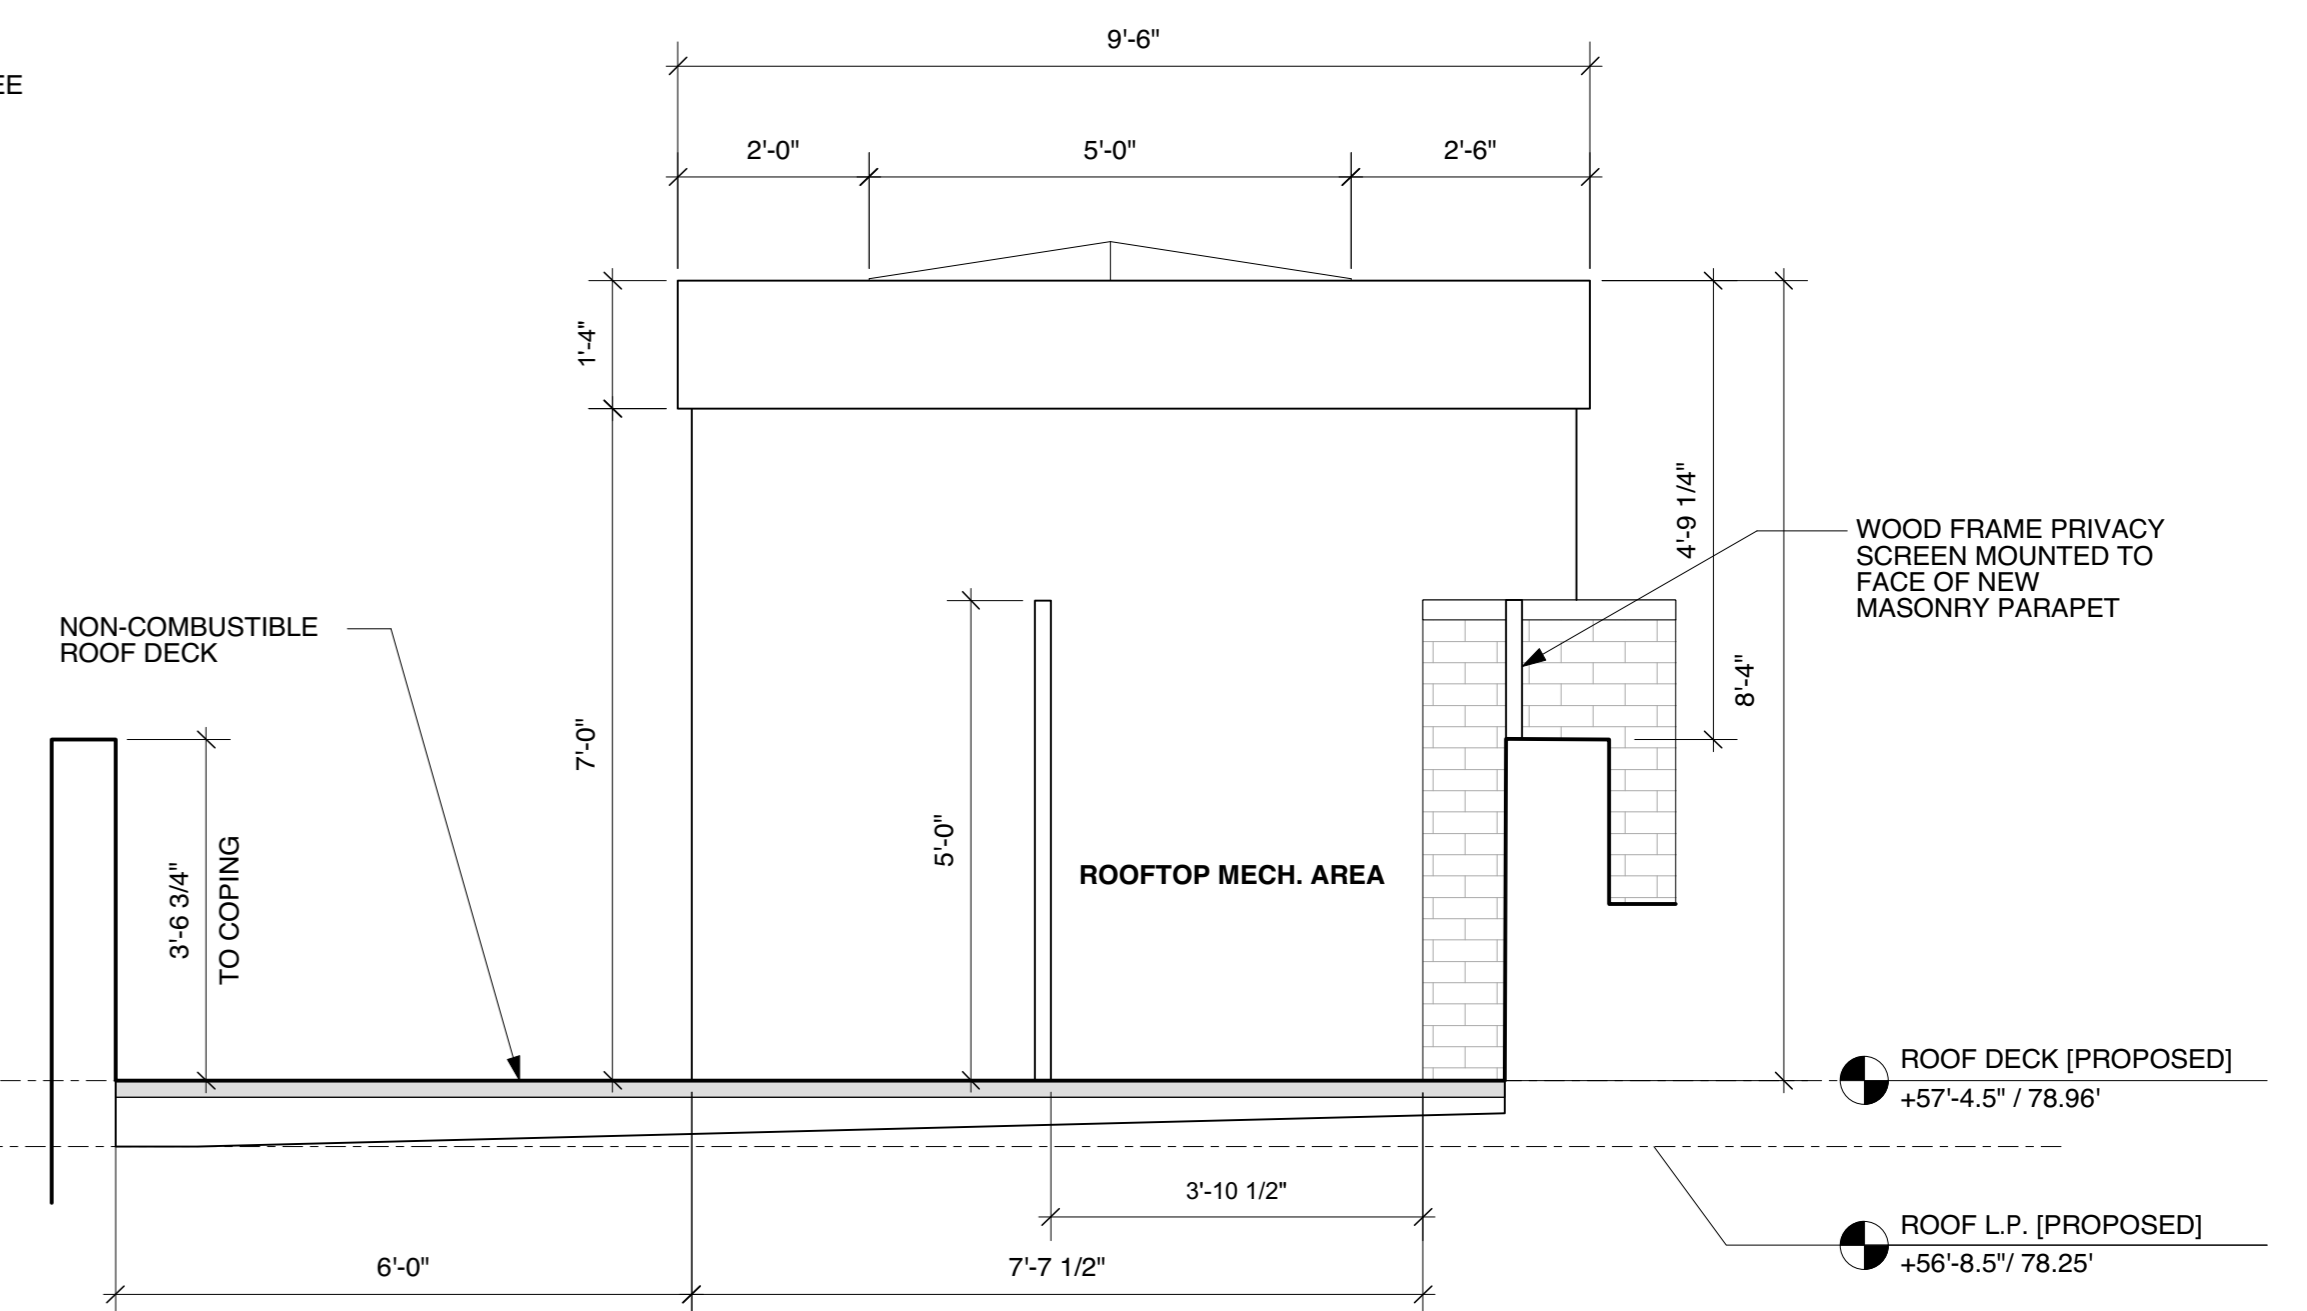 9'-6"
EE
2'-0"
5'-0"
2'-6"
1'-4"
4'-9 1/4"
WOOD FRAME PRIVACY
SCREEN MOUNTED TO
FACE OF NEW
MASONRY PARAPET
NON-COMBUSTIBLE
ROOF DECK
8'-4"
7'-0"
5'-0"
ROOFTOP MECH. AREA
3'-6 3/4"
TO COPING
ROOF DECK [PROPOSED]
+57'-4.5" / 78.96'
3'-10 1/2"
ROOF L.P. [PROPOSED]
+56'-8.5"/ 78.25'
6'-0"
7'-7 1/2"